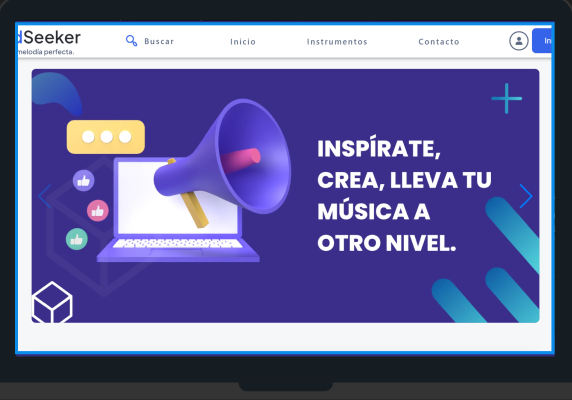 dSeeker
melodía perfecta.
Buscar
Inicio
Instrumentos
Contacto
In
INSPÍRATE,
CREA, LLEVA TU
MÚSICA A
OTRO NIVEL.